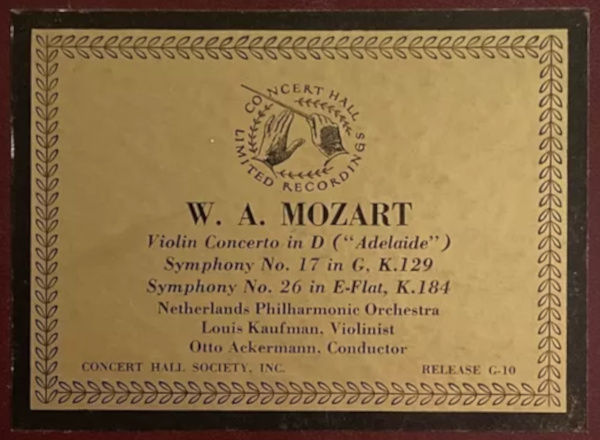 CONCERT HALL
LIMITED RECORDINGS
W. A. MOZART
Violin Concerto in D ("Adelaide")
Symphony No. 17 in G, K.129
Symphony No. 26 in E-Flat, K.184
Netherlands Philharmonic Orchestra
Louis Kaufman, Violinist
Otto Ackermann, Conductor
CONCERT HALL SOCIETY, INC. RELEASE G-10